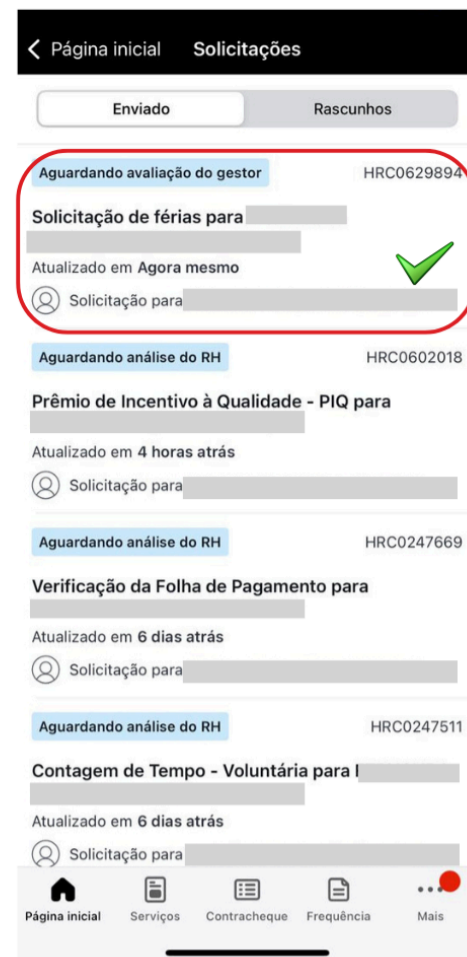 Página inicial Solicitações
Enviado Rascunhos
Aguardando avaliação do gestor HRC0629894
Solicitação de férias para
Atualizado em Agora mesmo
Solicitação para
Aguardando análise do RH HRC0602018
Prêmio de Incentivo à Qualidade - PIQ para
Atualizado em 4 horas atrás
Solicitação para
Aguardando análise do RH HRC0247669
Verificação da Folha de Pagamento para
Atualizado em 6 dias atrás
Solicitação para
Aguardando análise do RH HRC0247511
Contagem de Tempo - Voluntária para
Atualizado em 6 dias atrás
Solicitação para
Página inicial Serviços Contracheque Frequência Mais